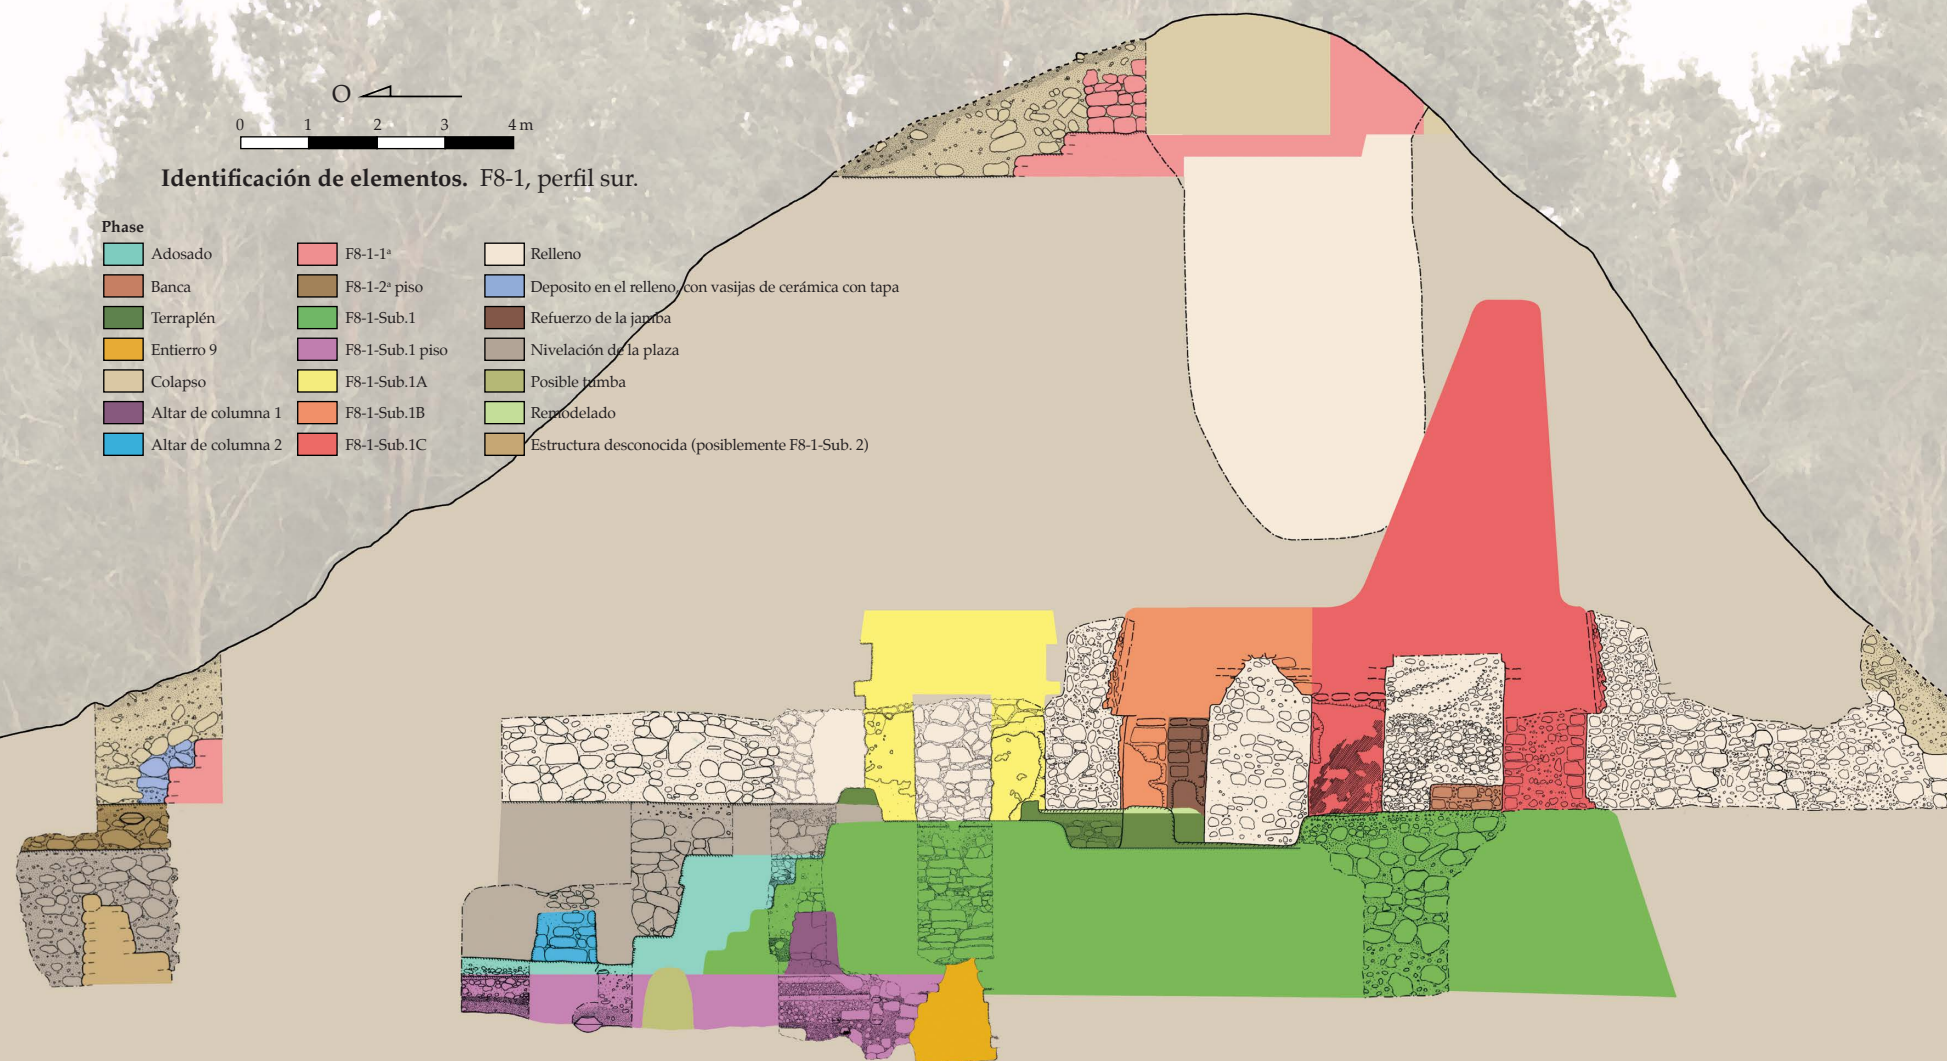 O
0 1 2 3 4 m
Identificación de elementos. F8-1, perfil sur.
Phase
Adosado
Banca
Terraplén
Entierro 9
Colapso
Altar de columna 1
Altar de columna 2
F8-1-1ª
F8-1-2ª piso
F8-1-Sub.1
F8-1-Sub.1 piso
F8-1-Sub.1A
F8-1-Sub.1B
F8-1-Sub.1C
Relleno
Deposito en el relleno, con vasijas de cerámica con tapa
Refuerzo de la jamba
Nivelación de la plaza
Posible tumba
Remodelado
Estructura desconocida (posiblemente F8-1-Sub. 2)